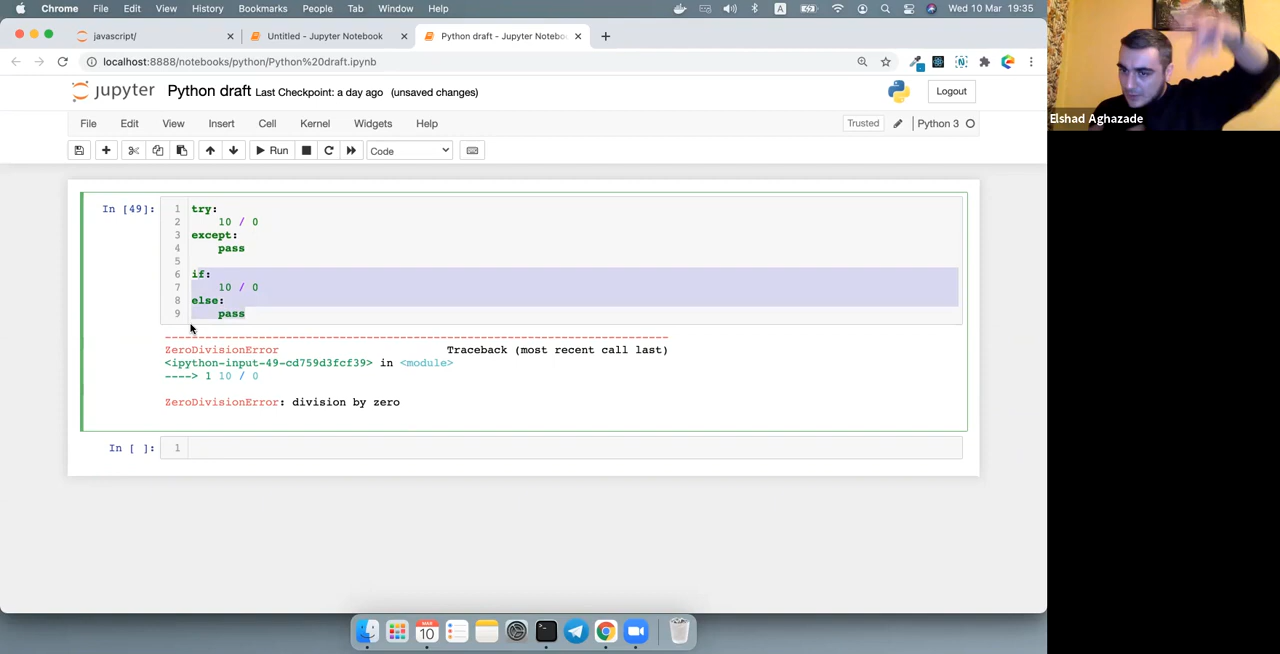 Chrome File Edit View History Bookmarks People Tab Window Help
A
Wed 10 Mar 19:35
javascript/
Untitled - Jupyter Notebook
Python draft - Jupyter Noteboo
localhost:8888/notebooks/python/Python%20draft.ipynb
jupyter Python draft Last Checkpoint: a day ago (unsaved changes)
Logout
File Edit View Insert Cell Kernel Widgets Help
Trusted
Python 3
Run
Code
In [49]:
1 try:
2 10 / 0
3 except:
4 pass
5
6 if:
7 10 / 0
8 else:
9 pass
---------------------------------------------------------------------------
ZeroDivisionError Traceback (most recent call last)
<ipython-input-49-cd759d3fcf39> in <module>
----> 1 10 / 0
ZeroDivisionError: division by zero
In [ ]: 1
Elshad Aghazade
MAR
10